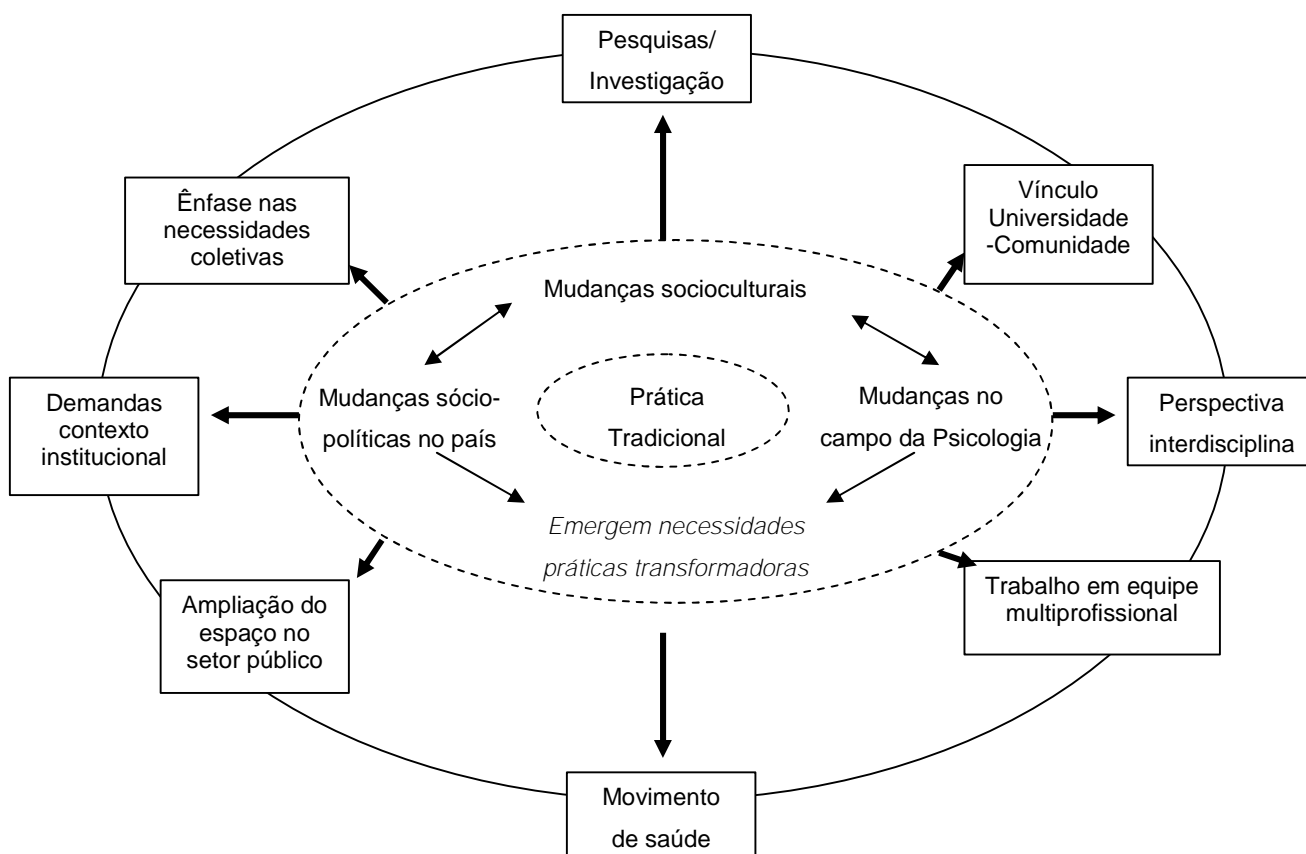 Pesquisas/
Investigação
Ênfase nas
necessidades
coletivas
Vínculo
Universidade
-Comunidade
Mudanças socioculturais
Demandas
contexto
institucional
Mudanças sócio-
políticas no país
Prática
Tradicional
Mudanças no
campo da Psicologia
Perspectiva
interdisciplina
Emergem necessidades
práticas transformadoras
Ampliação do
espaço no
setor público
Trabalho em equipe
multiprofissional
Movimento
de saúde